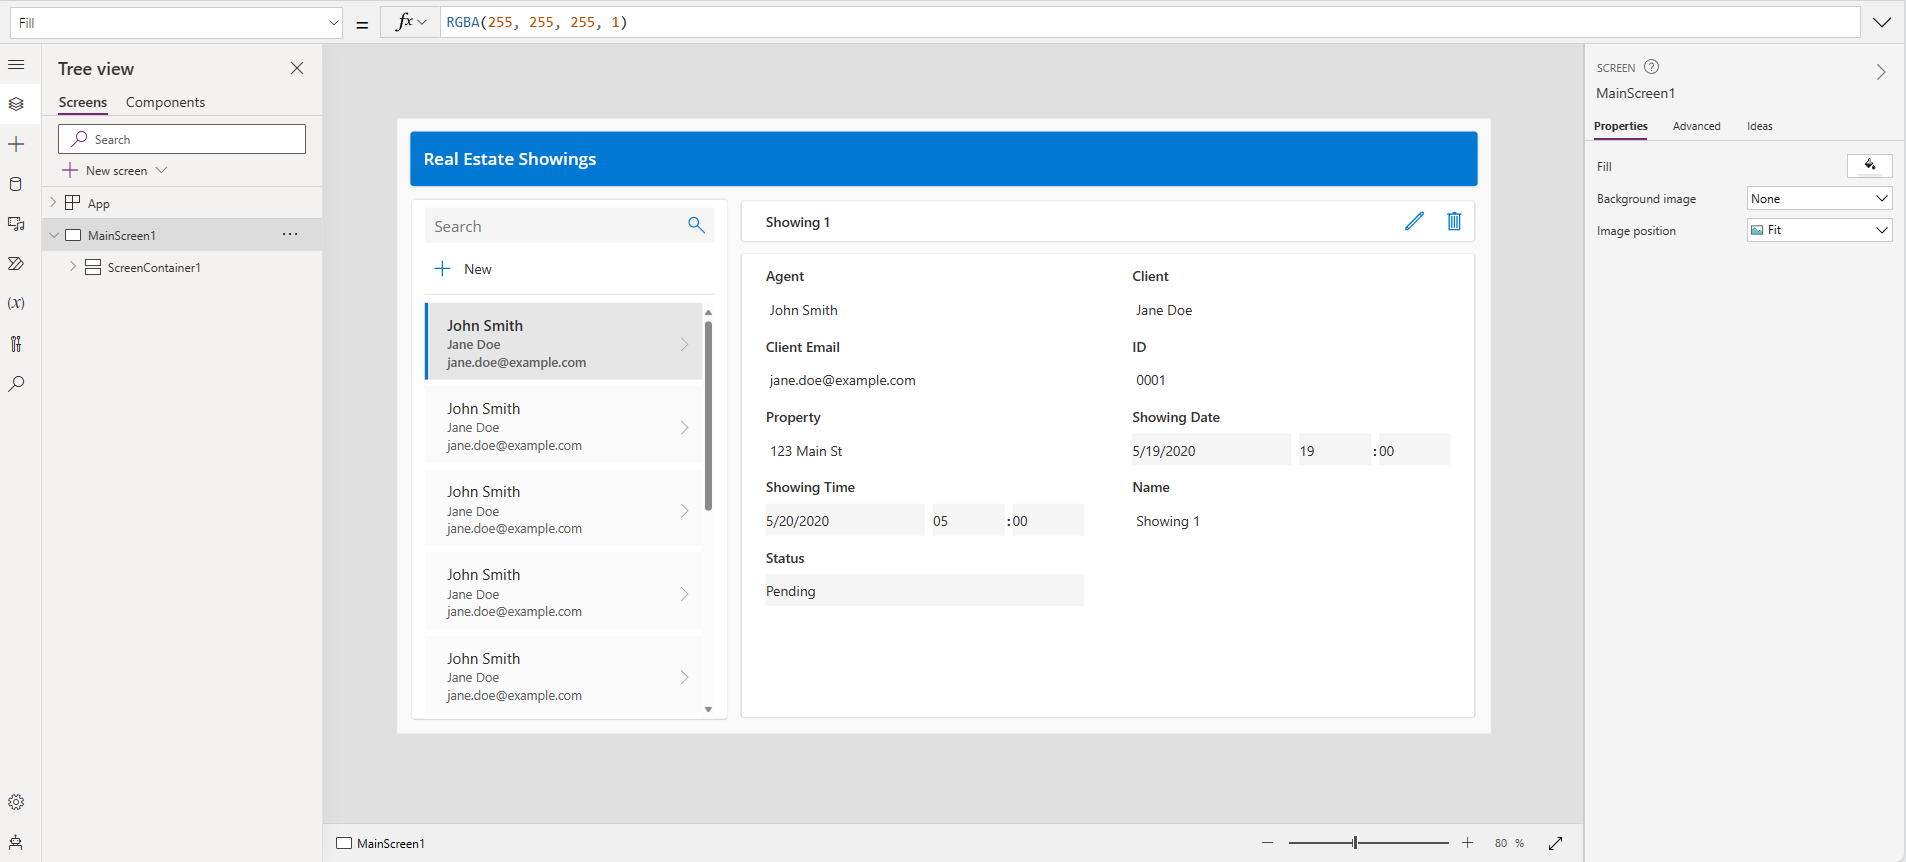 Fill
=
fx
RGBA(255, 255, 255, 1)
Tree view
Screens
Components
Search
New screen
App
MainScreen1
ScreenContainer1
(x)
Real Estate Showings
Search
New
John Smith
Jane Doe
jane.doe@example.com
John Smith
Jane Doe
jane.doe@example.com
John Smith
Jane Doe
jane.doe@example.com
John Smith
Jane Doe
jane.doe@example.com
John Smith
Jane Doe
jane.doe@example.com
Showing 1
Agent
Client
John Smith
Jane Doe
Client Email
ID
jane.doe@example.com
0001
Property
Showing Date
123 Main St
5/19/2020 19 :00
Showing Time
Name
5/20/2020 05 :00
Showing 1
Status
Pending
MainScreen1
80 %
SCREEN
MainScreen1
Properties
Advanced
Ideas
Fill
Background image
None
Image position
Fit